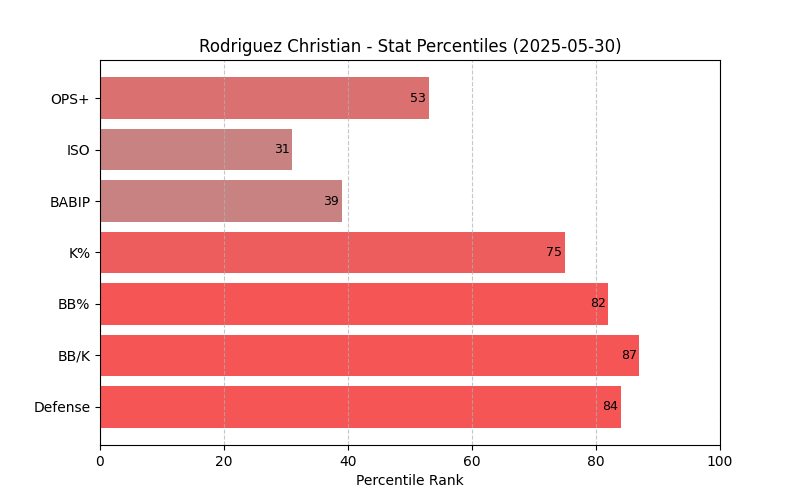 Rodriguez Christian - Stat Percentiles (2025-05-30)
OPS+ 53
ISO 31
BABIP 39
K% 75
BB% 82
BB/K 87
Defense 84
0 20 40 60 80 100
Percentile Rank